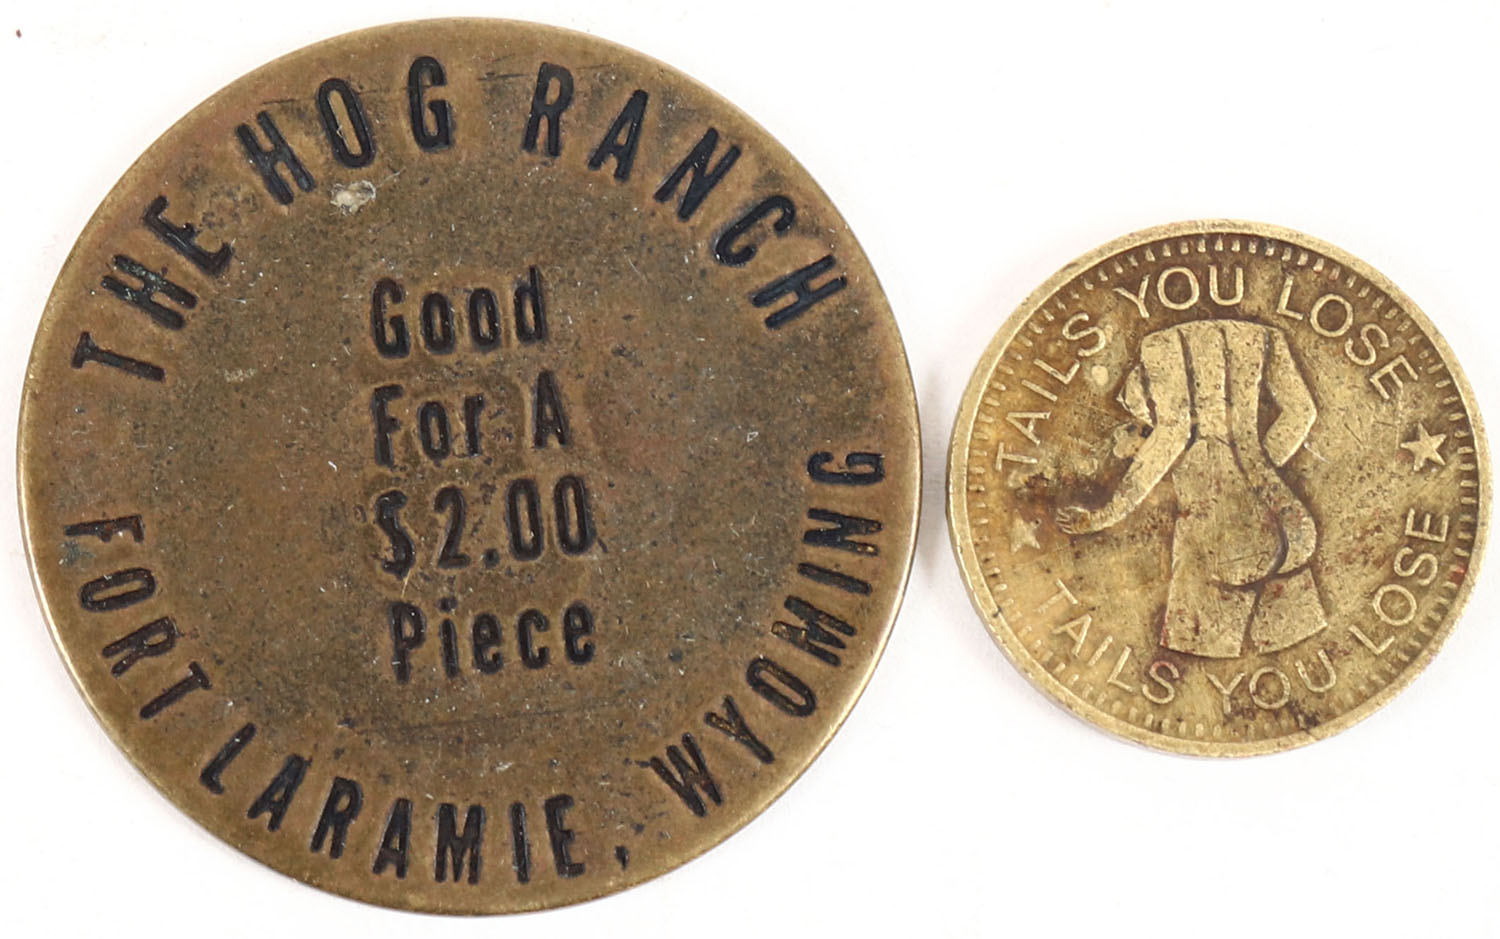 THE HOG RANCH
Good
For A
$2.00
Piece
FORT LARAMIE, WYOMING
TAILS YOU LOSE
TAILS YOU LOSE